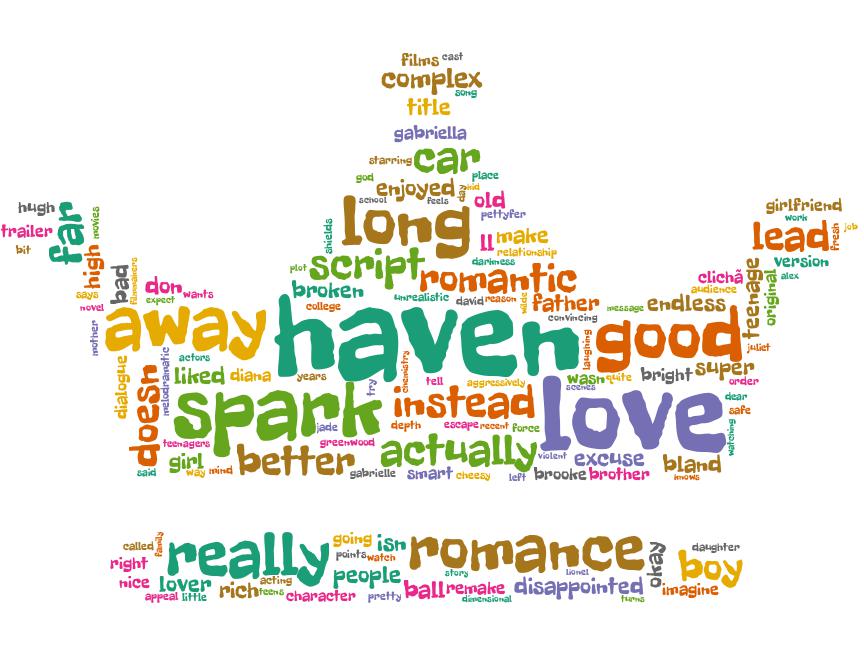 films cast
complex
song
title
gabriella
starring car
god place
enjoyed day kid
school feels old
long pettyfer
shields ll make
relationship
plot script darkness
romantic
broken unrealistic david reason wilde father
college convincing
hugh far movies
trailer
bit
high bad filmmakers
says don wants
expect
novel
mother away haven good
girlfriend
work
lead fresh job
version
clichã alex
audience teenage original
message endless
laughing juliet
dialogue doesn melodramatic actors
liked diana years try chemistry
tell aggressively wasn quite bright super
scenes order
spark instead love dear
safe
jade depth escape recent force watching
teenagers greenwood
said girl better actually violent excuse bland
way mind gabrielle smart cheesy left brooke brother knows
called family really going isn romance okay daughter
points watch
right people story lionel boy
nice lover rich acting ball remake disappointed imagine
appeal little teens character pretty dimensional turns